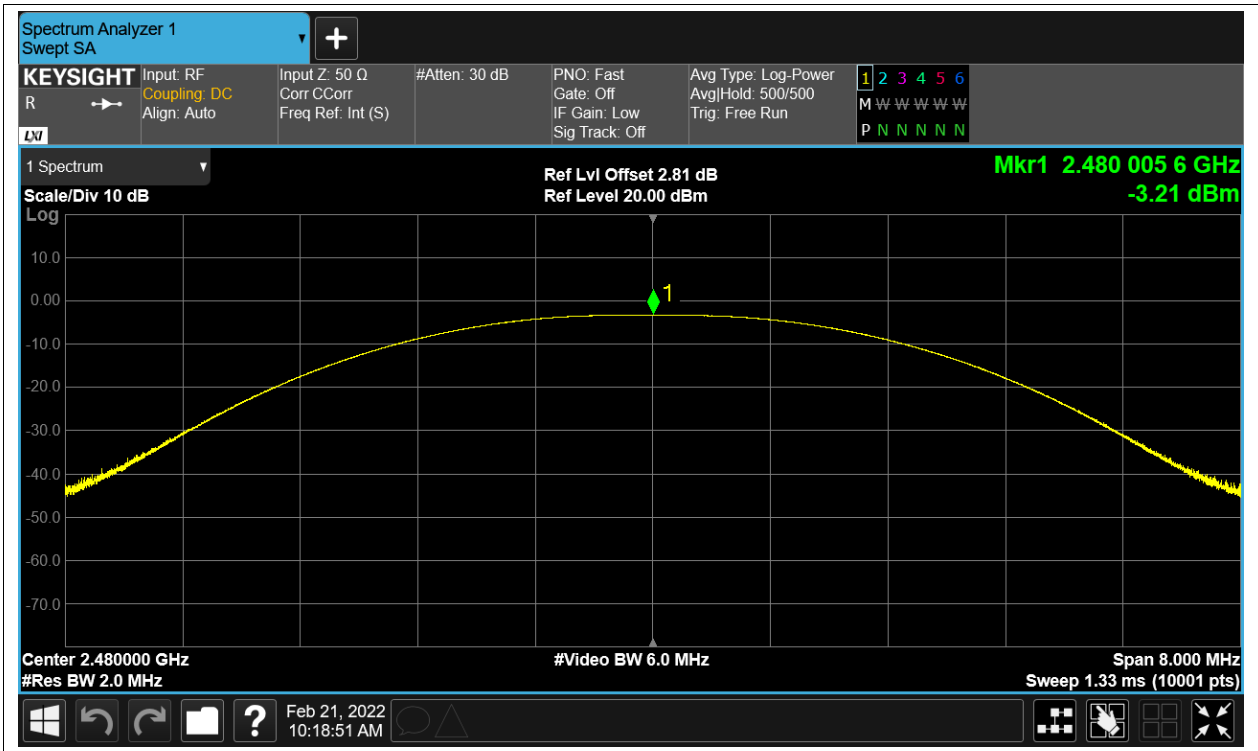 Spectrum Analyzer 1
Swept SA
KEYSIGHT
R
LXI
Input: RF
Coupling: DC
Align: Auto
Input Z: 50 Ω
Corr CCorr
Freq Ref: Int (S)
#Atten: 30 dB
PNO: Fast
Gate: Off
IF Gain: Low
Sig Track: Off
Avg Type: Log-Power
Avg|Hold: 500/500
Trig: Free Run
1 2 3 4 5 6
M W W W W W
P N N N N N
1 Spectrum
Scale/Div 10 dB
Log
Ref Lvl Offset 2.81 dB
Ref Level 20.00 dBm
Mkr1 2.480 005 6 GHz
-3.21 dBm
10.0
0.00
-10.0
-20.0
-30.0
-40.0
-50.0
-60.0
-70.0
1
Center 2.480000 GHz
#Res BW 2.0 MHz
#Video BW 6.0 MHz
Span 8.000 MHz
Sweep 1.33 ms (10001 pts)
?
Feb 21, 2022
10:18:51 AM